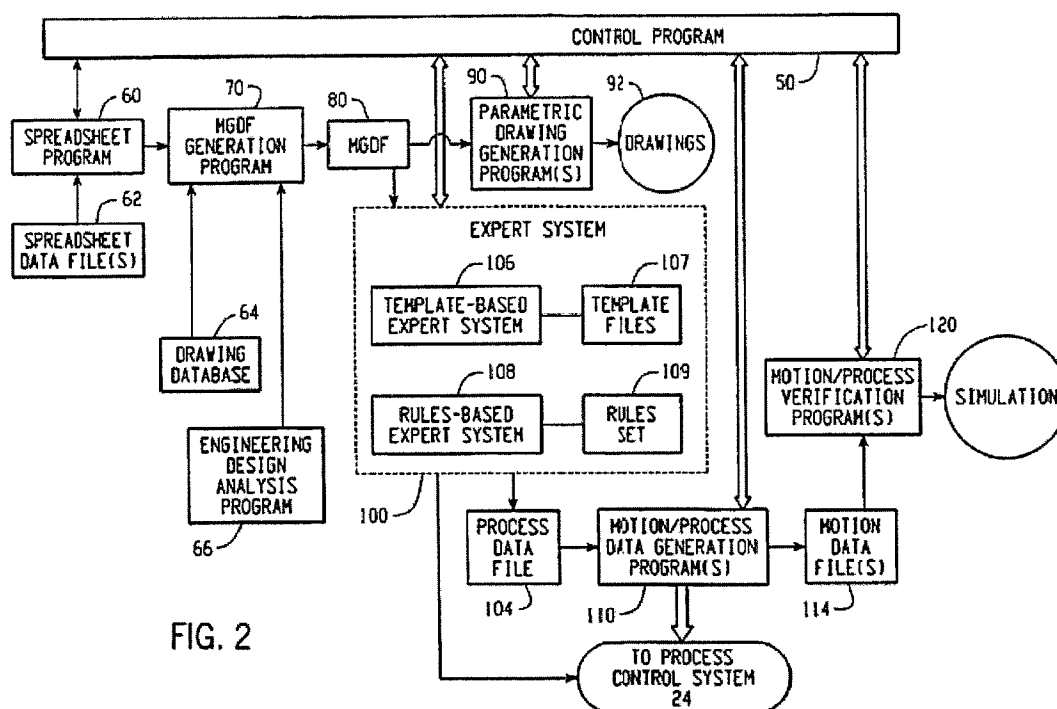 CONTROL PROGRAM
50
60
70
80
90
92
SPREADSHEET
PROGRAM
MGDF
GENERATION
PROGRAM
MGDF
PARAMETRIC
DRAWING
GENERATION
PROGRAM(S)
DRAWINGS
62
SPREADSHEET
DATA FILE(S)
EXPERT SYSTEM
106
107
TEMPLATE-BASED
EXPERT SYSTEM
TEMPLATE
FILES
64
DRAWING
DATABASE
108
109
RULES-BASED
EXPERT SYSTEM
RULES
SET
120
MOTION/PROCESS
VERIFICATION
PROGRAM(S)
SIMULATION
ENGINEERING
DESIGN
ANALYSIS
PROGRAM
66
100
PROCESS
DATA
FILE
104
MOTION/PROCESS
DATA GENERATION
PROGRAM(S)
110
MOTION
DATA
FILE(S)
114
FIG. 2
TO PROCESS
CONTROL SYSTEM
24